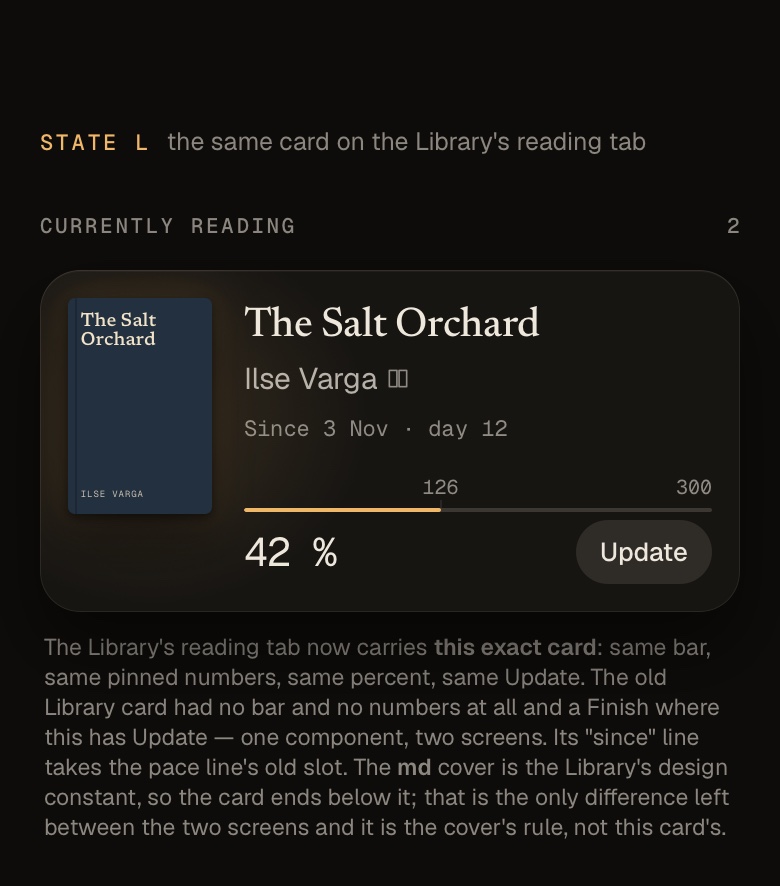 STATE L the same card on the Library's reading tab
CURRENTLY READING 2
The Salt
Orchard
ILSE VARGA
The Salt Orchard
Ilse Varga
Since 3 Nov · day 12
126 300
42 % Update
The Library's reading tab now carries this exact card: same bar,
same pinned numbers, same percent, same Update. The old
Library card had no bar and no numbers at all and a Finish where
this has Update — one component, two screens. Its "since" line
takes the pace line's old slot. The md cover is the Library's design
constant, so the card ends below it; that is the only difference left
between the two screens and it is the cover's rule, not this card's.